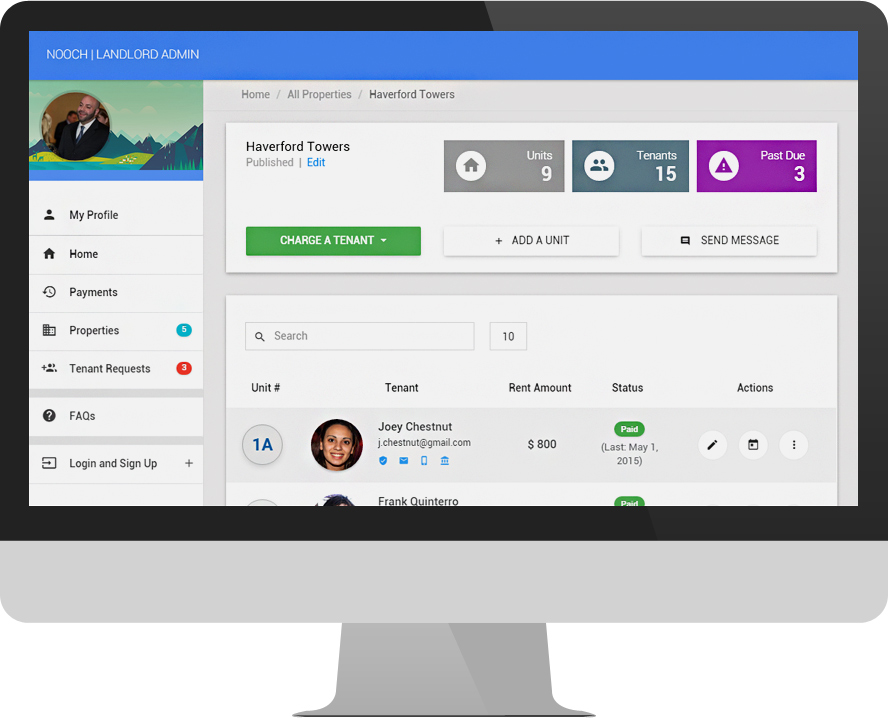 NOOCH | LANDLORD ADMIN
Home / All Properties / Haverford Towers
Haverford Towers
Published | Edit
Units
9
Tenants
15
Past Due
3
CHARGE A TENANT
+ ADD A UNIT
SEND MESSAGE
My Profile
Home
Payments
Properties 5
Tenant Requests 3
FAQs
Login and Sign Up +
Search
10
Unit # Tenant Rent Amount Status Actions
1A
Joey Chestnut
j.chestnut@gmail.com
$ 800
Paid
(Last: May 1,
2015)
Frank Quinterro
Paid